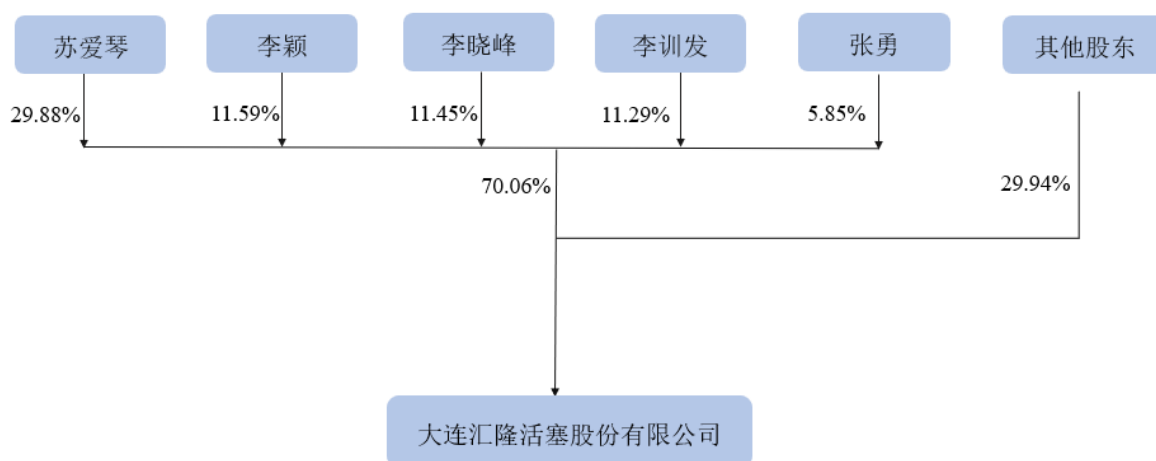 苏爱琴
李颖
李晓峰
李训发
张勇
其他股东
29.88%
11.59%
11.45%
11.29%
5.85%
70.06%
29.94%
大连汇隆活塞股份有限公司